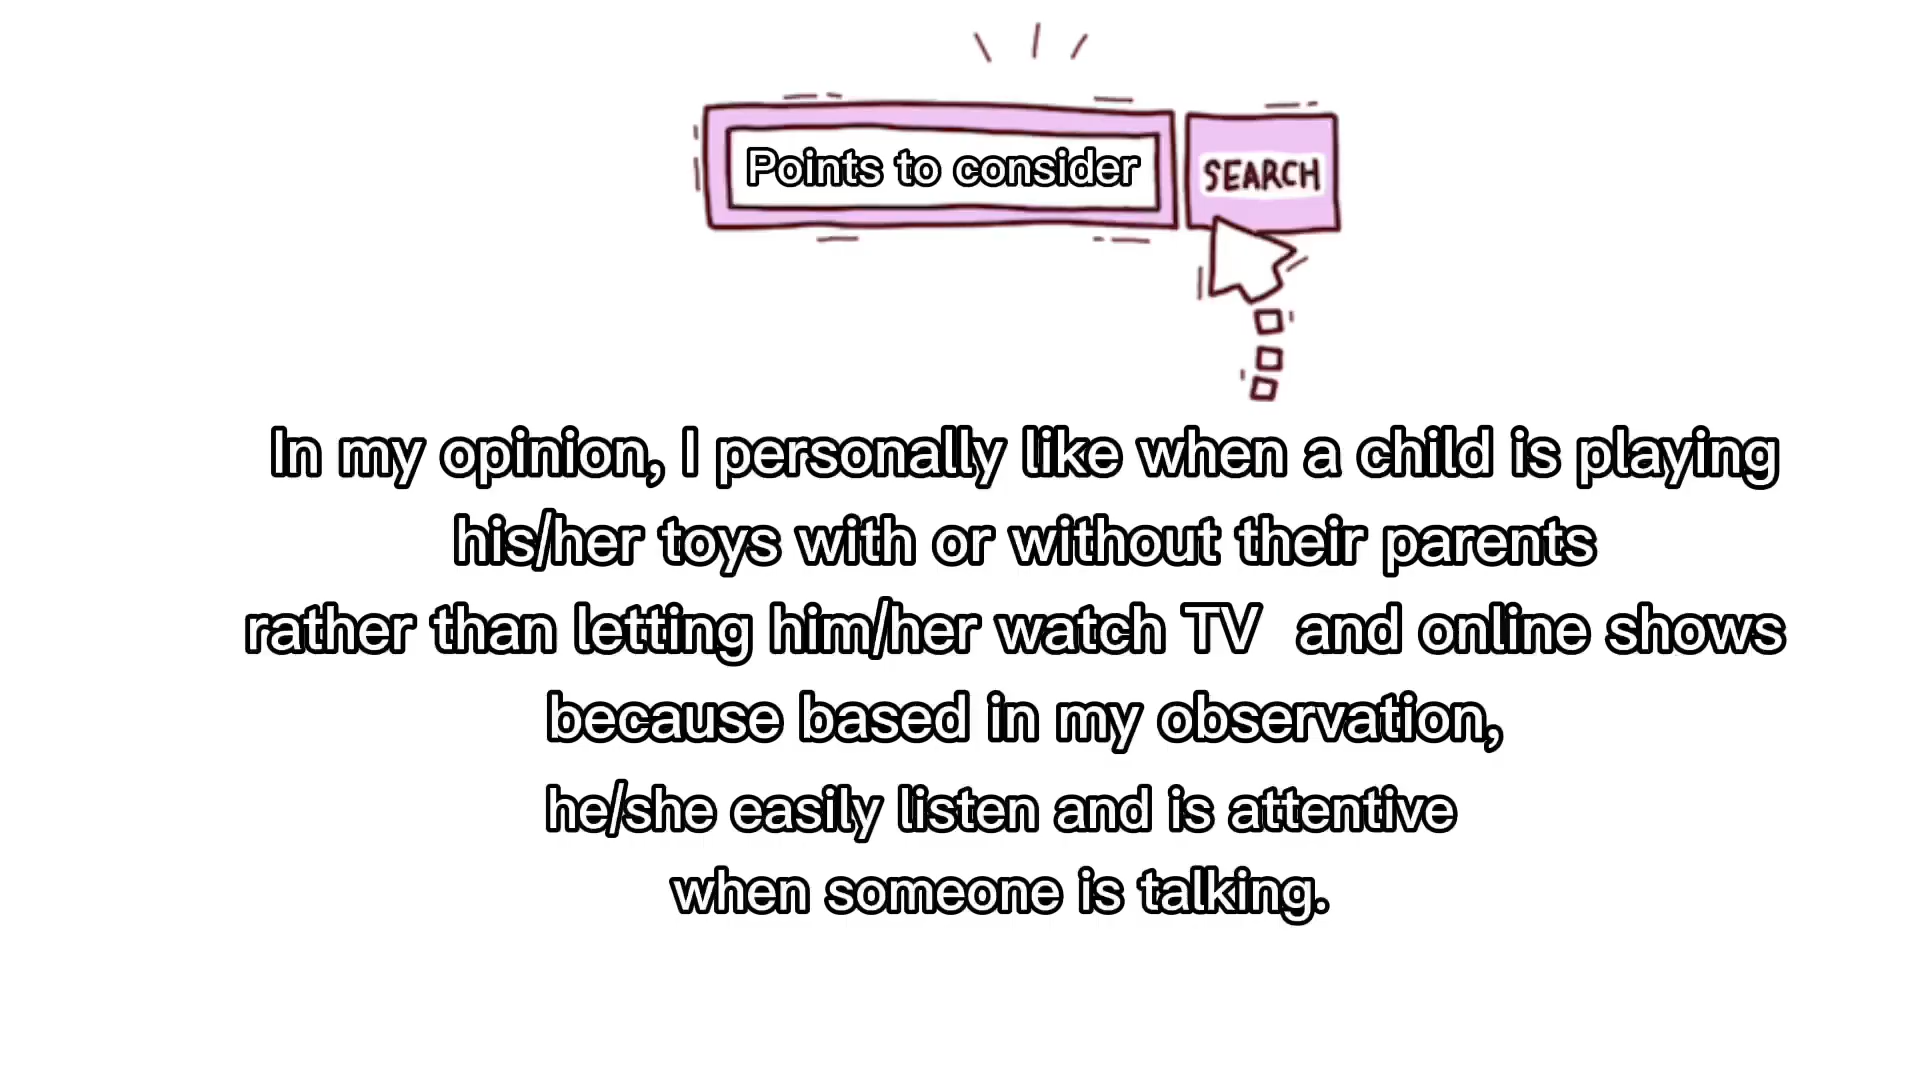 Points to consider
SEARCH
In my opinion, I personally like when a child is playing
his/her toys with or without their parents
rather than letting him/her watch TV and online shows
because based in my observation,
he/she easily listen and is attentive
when someone is talking.